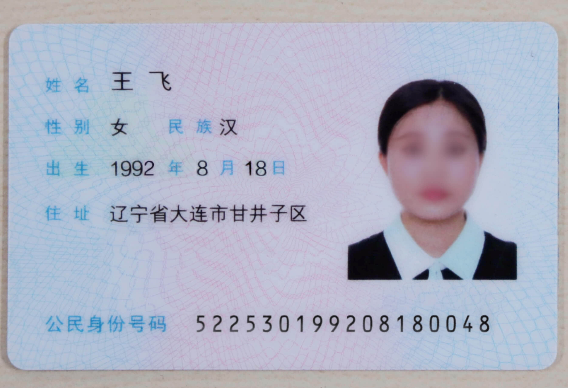 姓名 王飞
性别 女 民族 汉
出生 1992 年 8 月 18 日
住址 辽宁省大连市甘井子区
公民身份号码 522530199208180048